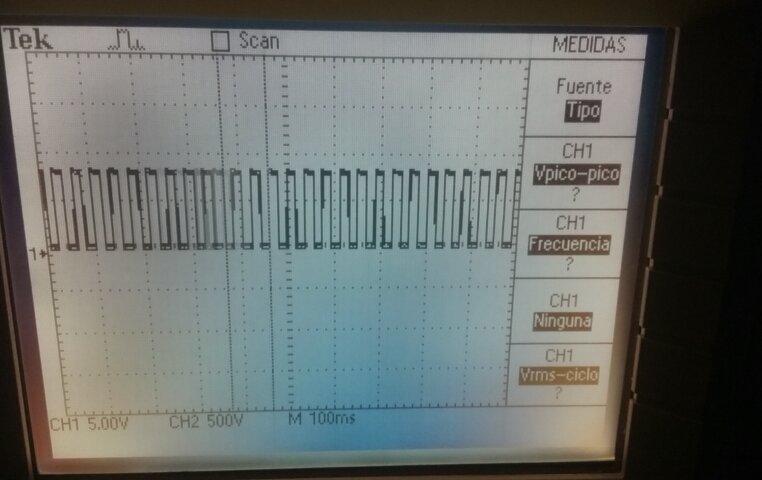 Tek
Scan
MEDIDAS
Fuente
Tipo
CH1
Vpico-pico
?
CH1
Frecuencia
?
CH1
Ninguna
CH1
Vrms-ciclo
?
1
CH1 5.00V CH2 500V M 100ms